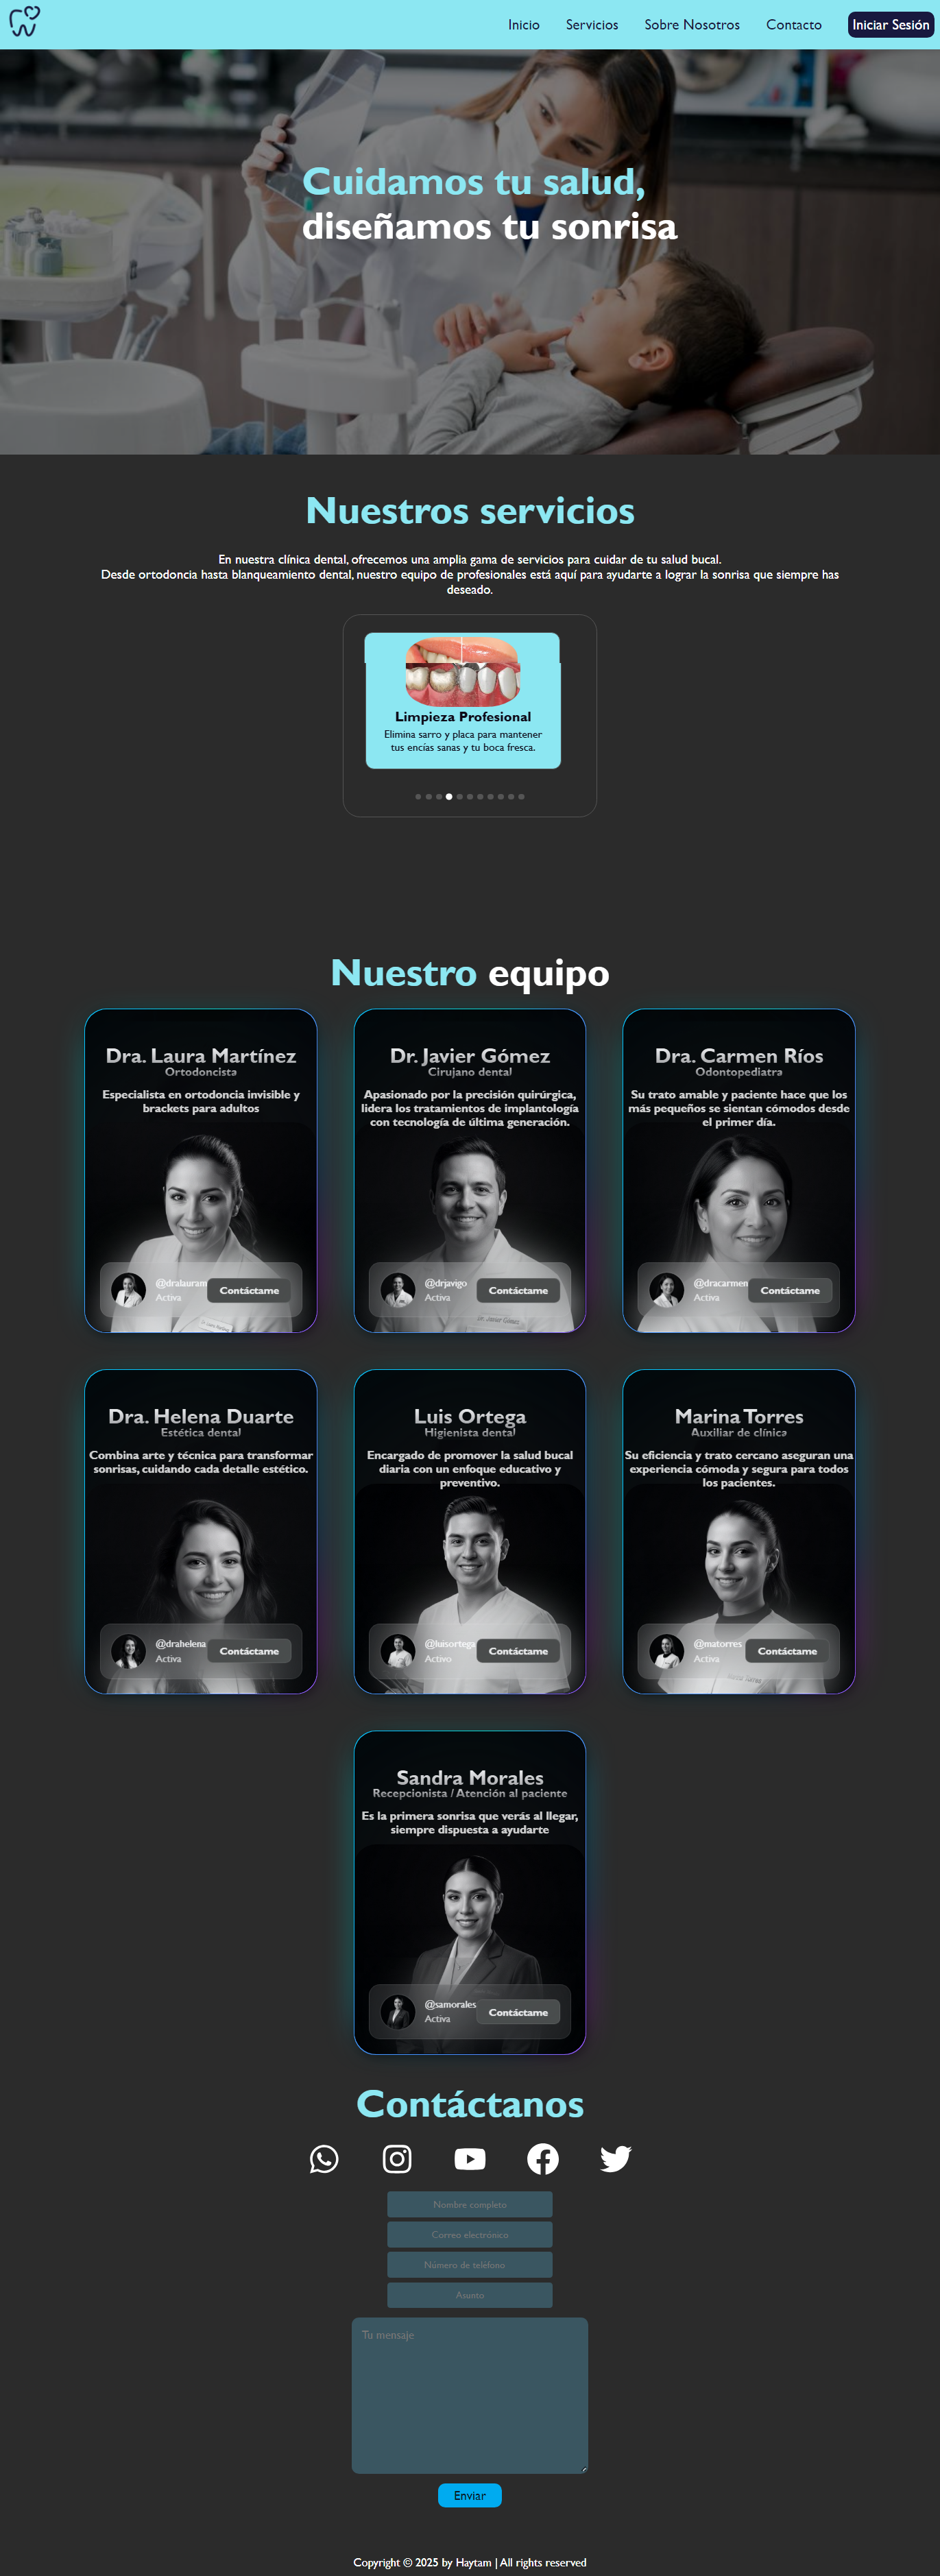 Inicio Servicios Sobre Nosotros Contacto Iniciar Sesión
Cuidamos tu salud,
diseñamos tu sonrisa
Nuestros servicios
En nuestra clínica dental, ofrecemos una amplia gama de servicios para cuidar de tu salud bucal.
Desde ortodoncia hasta blanqueamiento dental, nuestro equipo de profesionales está aquí para ayudarte a lograr la sonrisa que siempre has
deseado.
Limpieza Profesional
Elimina sarro y placa para mantener
tus encías sanas y tu boca fresca.
Nuestro equipo
Dra. Laura Martínez
Ortodoncista
Especialista en ortodoncia invisible y
brackets para adultos
@dralauram
Activa
Contáctame
Dr. Javier Gómez
Cirujano dental
Apasionado por la precisión quirúrgica,
lidera los tratamientos de implantología
con tecnología de última generación.
@drjavigo
Activa
Contáctame
Dr. Javier Gómez
Dra. Carmen Ríos
Odontopediatra
Su trato amable y paciente hace que los
más pequeños se sientan cómodos desde
el primer día.
@dracarmen
Activa
Contáctame
Dra. Helena Duarte
Estética dental
Combina arte y técnica para transformar
sonrisas, cuidando cada detalle estético.
@drahelena
Activa
Contáctame
Luis Ortega
Higienista dental
Encargado de promover la salud bucal
diaria con un enfoque educativo y
preventivo.
@luisortega
Activo
Contáctame
Marina Torres
Auxiliar de clínica
Su eficiencia y trato cercano aseguran una
experiencia cómoda y segura para todos
los pacientes.
@matorres
Activa
Contáctame
Sandra Morales
Recepcionista / Atención al paciente
Es la primera sonrisa que verás al llegar,
siempre dispuesta a ayudarte
@samorales
Activa
Contáctame
Contáctanos
Nombre completo
Correo electrónico
Número de teléfono
Asunto
Tu mensaje
Enviar
Copyright © 2025 by Haytam | All rights reserved